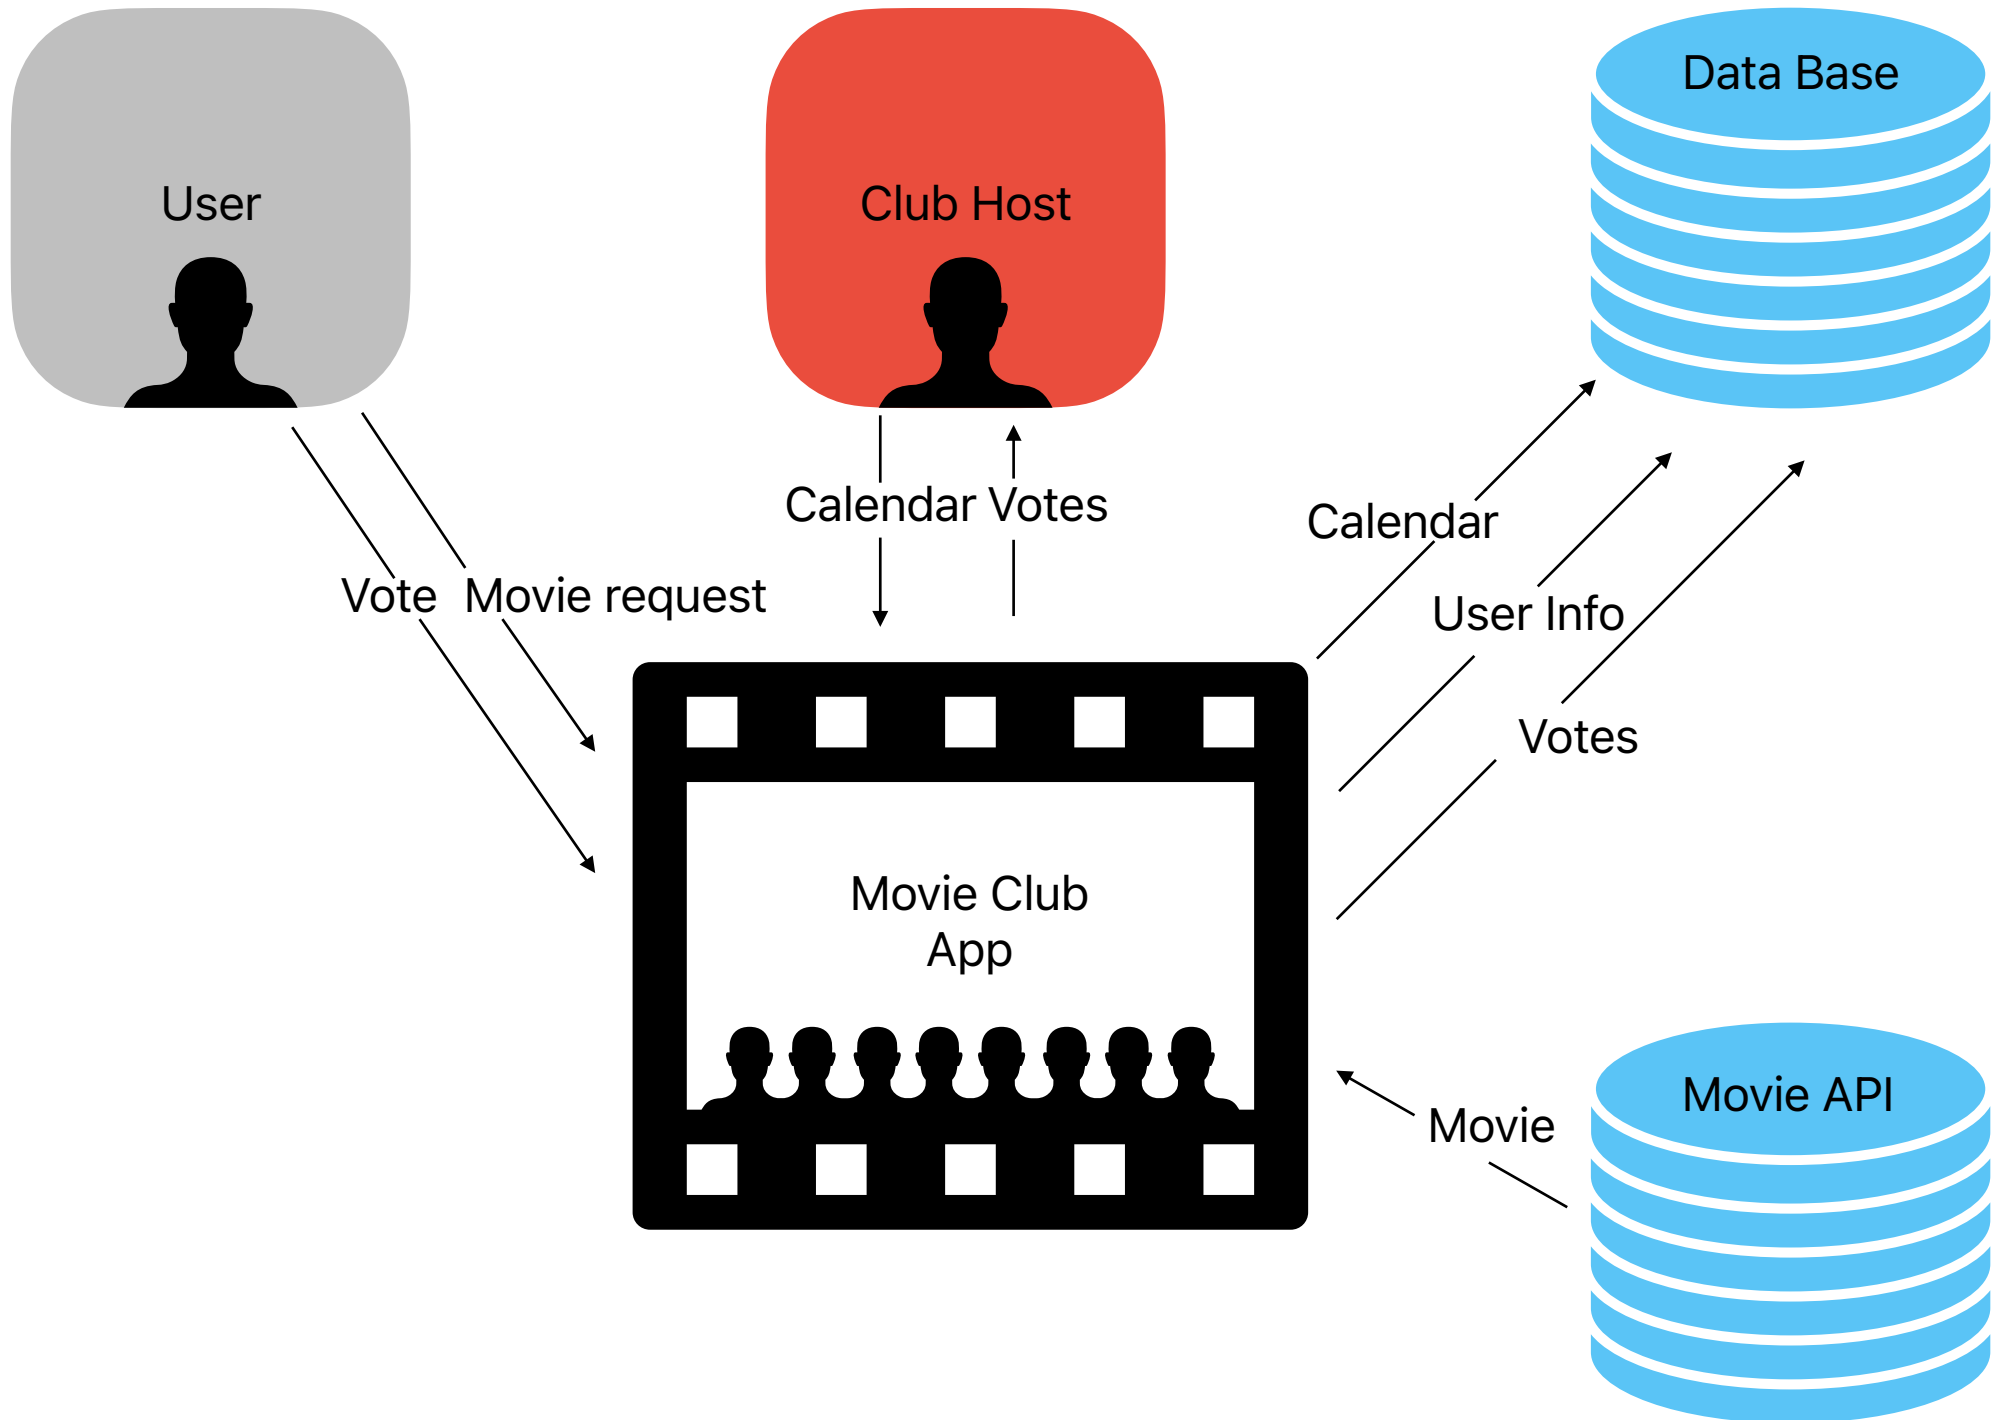 User
Club Host
Data Base
Calendar
Votes
Calendar
Vote
Movie request
User Info
Votes
Movie Club
App
Movie API
Movie